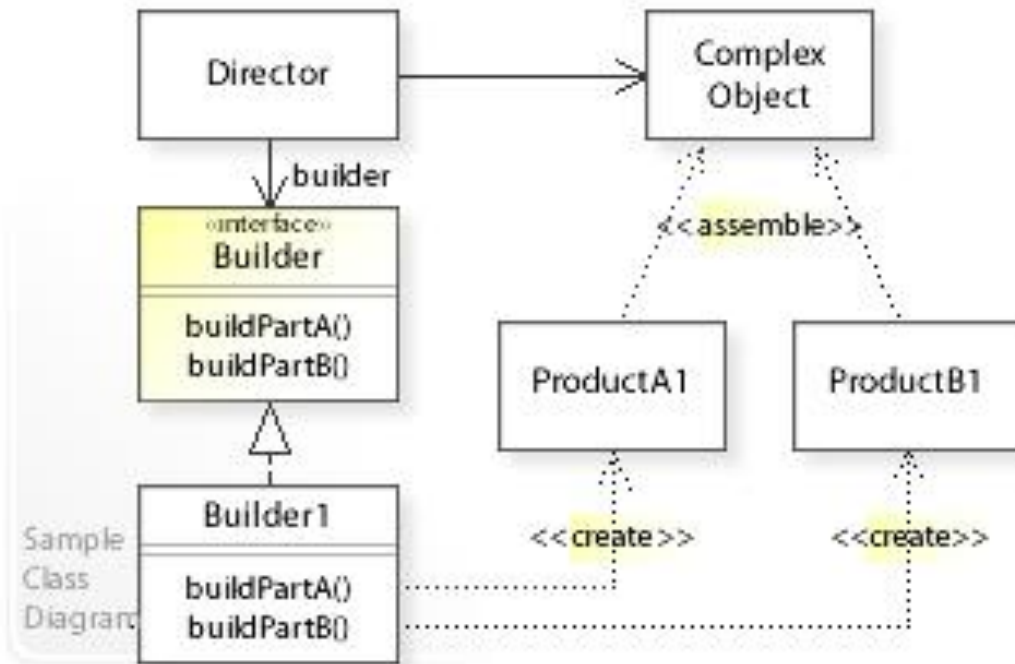 Director
Complex
Object
builder
«interface»
Builder
buildPartA()
buildPartB()
<<assemble>>
ProductA1
ProductB1
Builder1
buildPartA()
buildPartB()
<<create>>
<<create>>
Sample
Class
Diagram